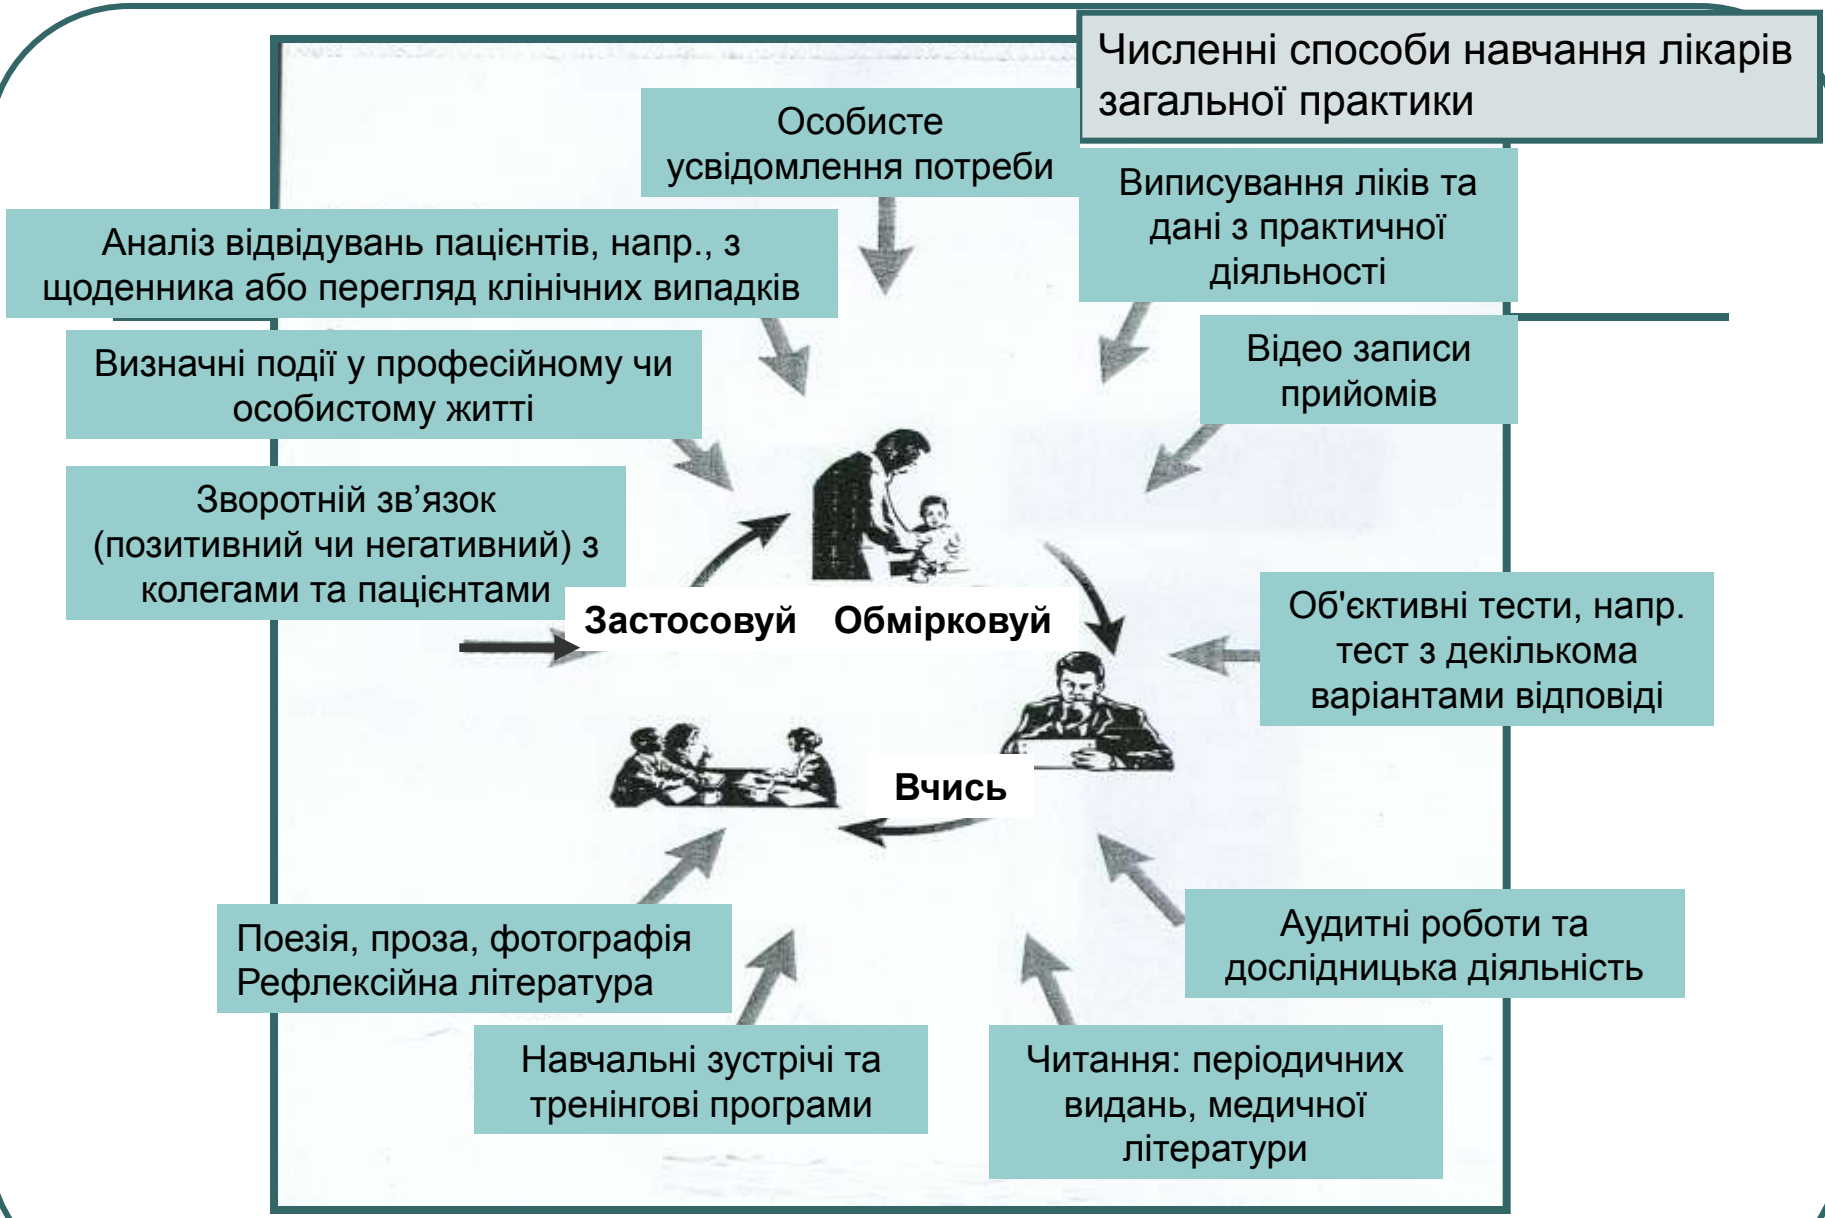 Численні способи навчання лікарів
загальної практики
Особисте
усвідомлення потреби
Виписування ліків та
дані з практичної
діяльності
Аналіз відвідувань пацієнтів, напр., з
щоденника або перегляд клінічних випадків
Відео записи
прийомів
Визначні події у професійному чи
особистому житті
Зворотній зв’язок
(позитивний чи негативний) з
колегами та пацієнтами
Застосовуй Обмірковуй
Об'єктивні тести, напр.
тест з декількома
варіантами відповіді
Вчись
Поезія, проза, фотографія
Рефлексійна література
Аудитні роботи та
дослідницька діяльність
Навчальні зустрічі та
тренінгові програми
Читання: періодичних
видань, медичної
літератури